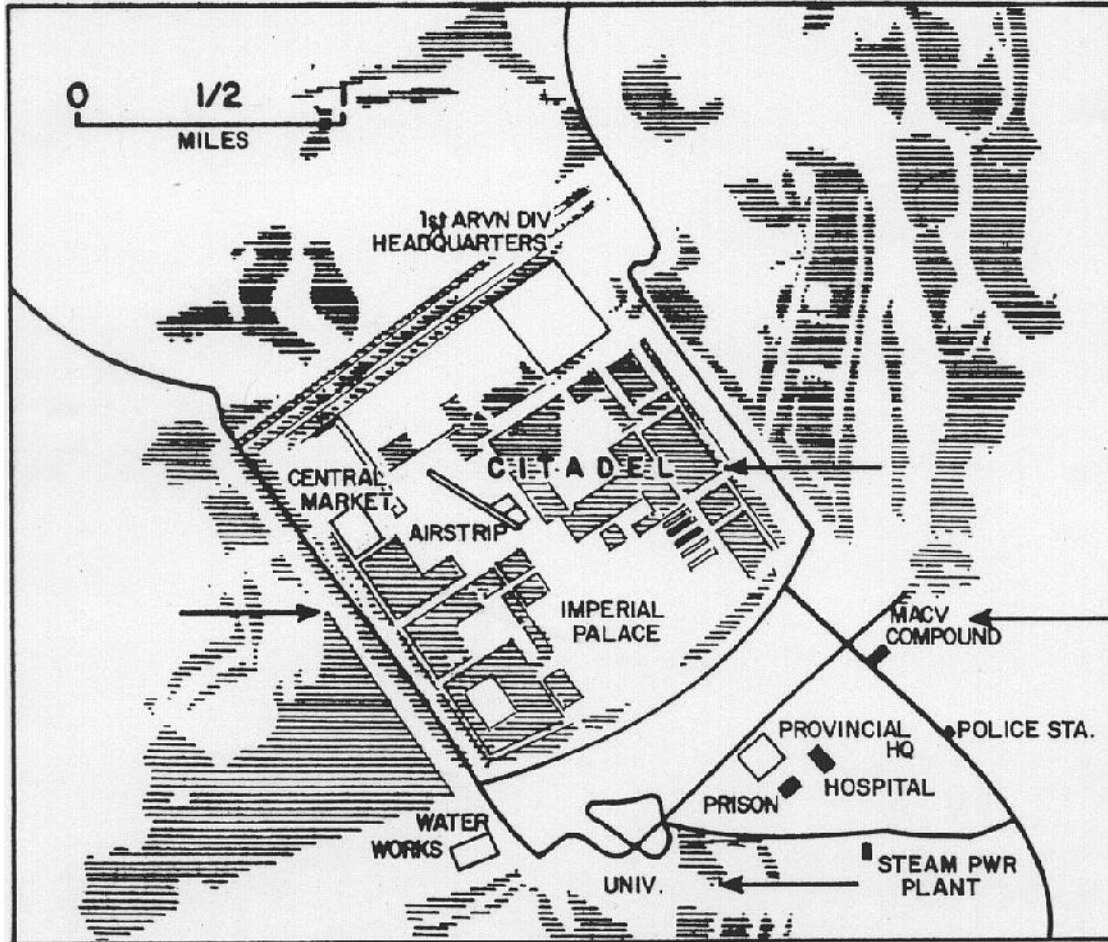 0 1/2
MILES
1st ARVN DIV
HEADQUARTERS
CITADEL
CENTRAL
MARKET
AIRSTRIP
IMPERIAL
PALACE
MACV
COMPOUND
PROVINCIAL
HQ
POLICE STA.
HOSPITAL
PRISON
WATER
WORKS
UNIV.
STEAM PWR
PLANT